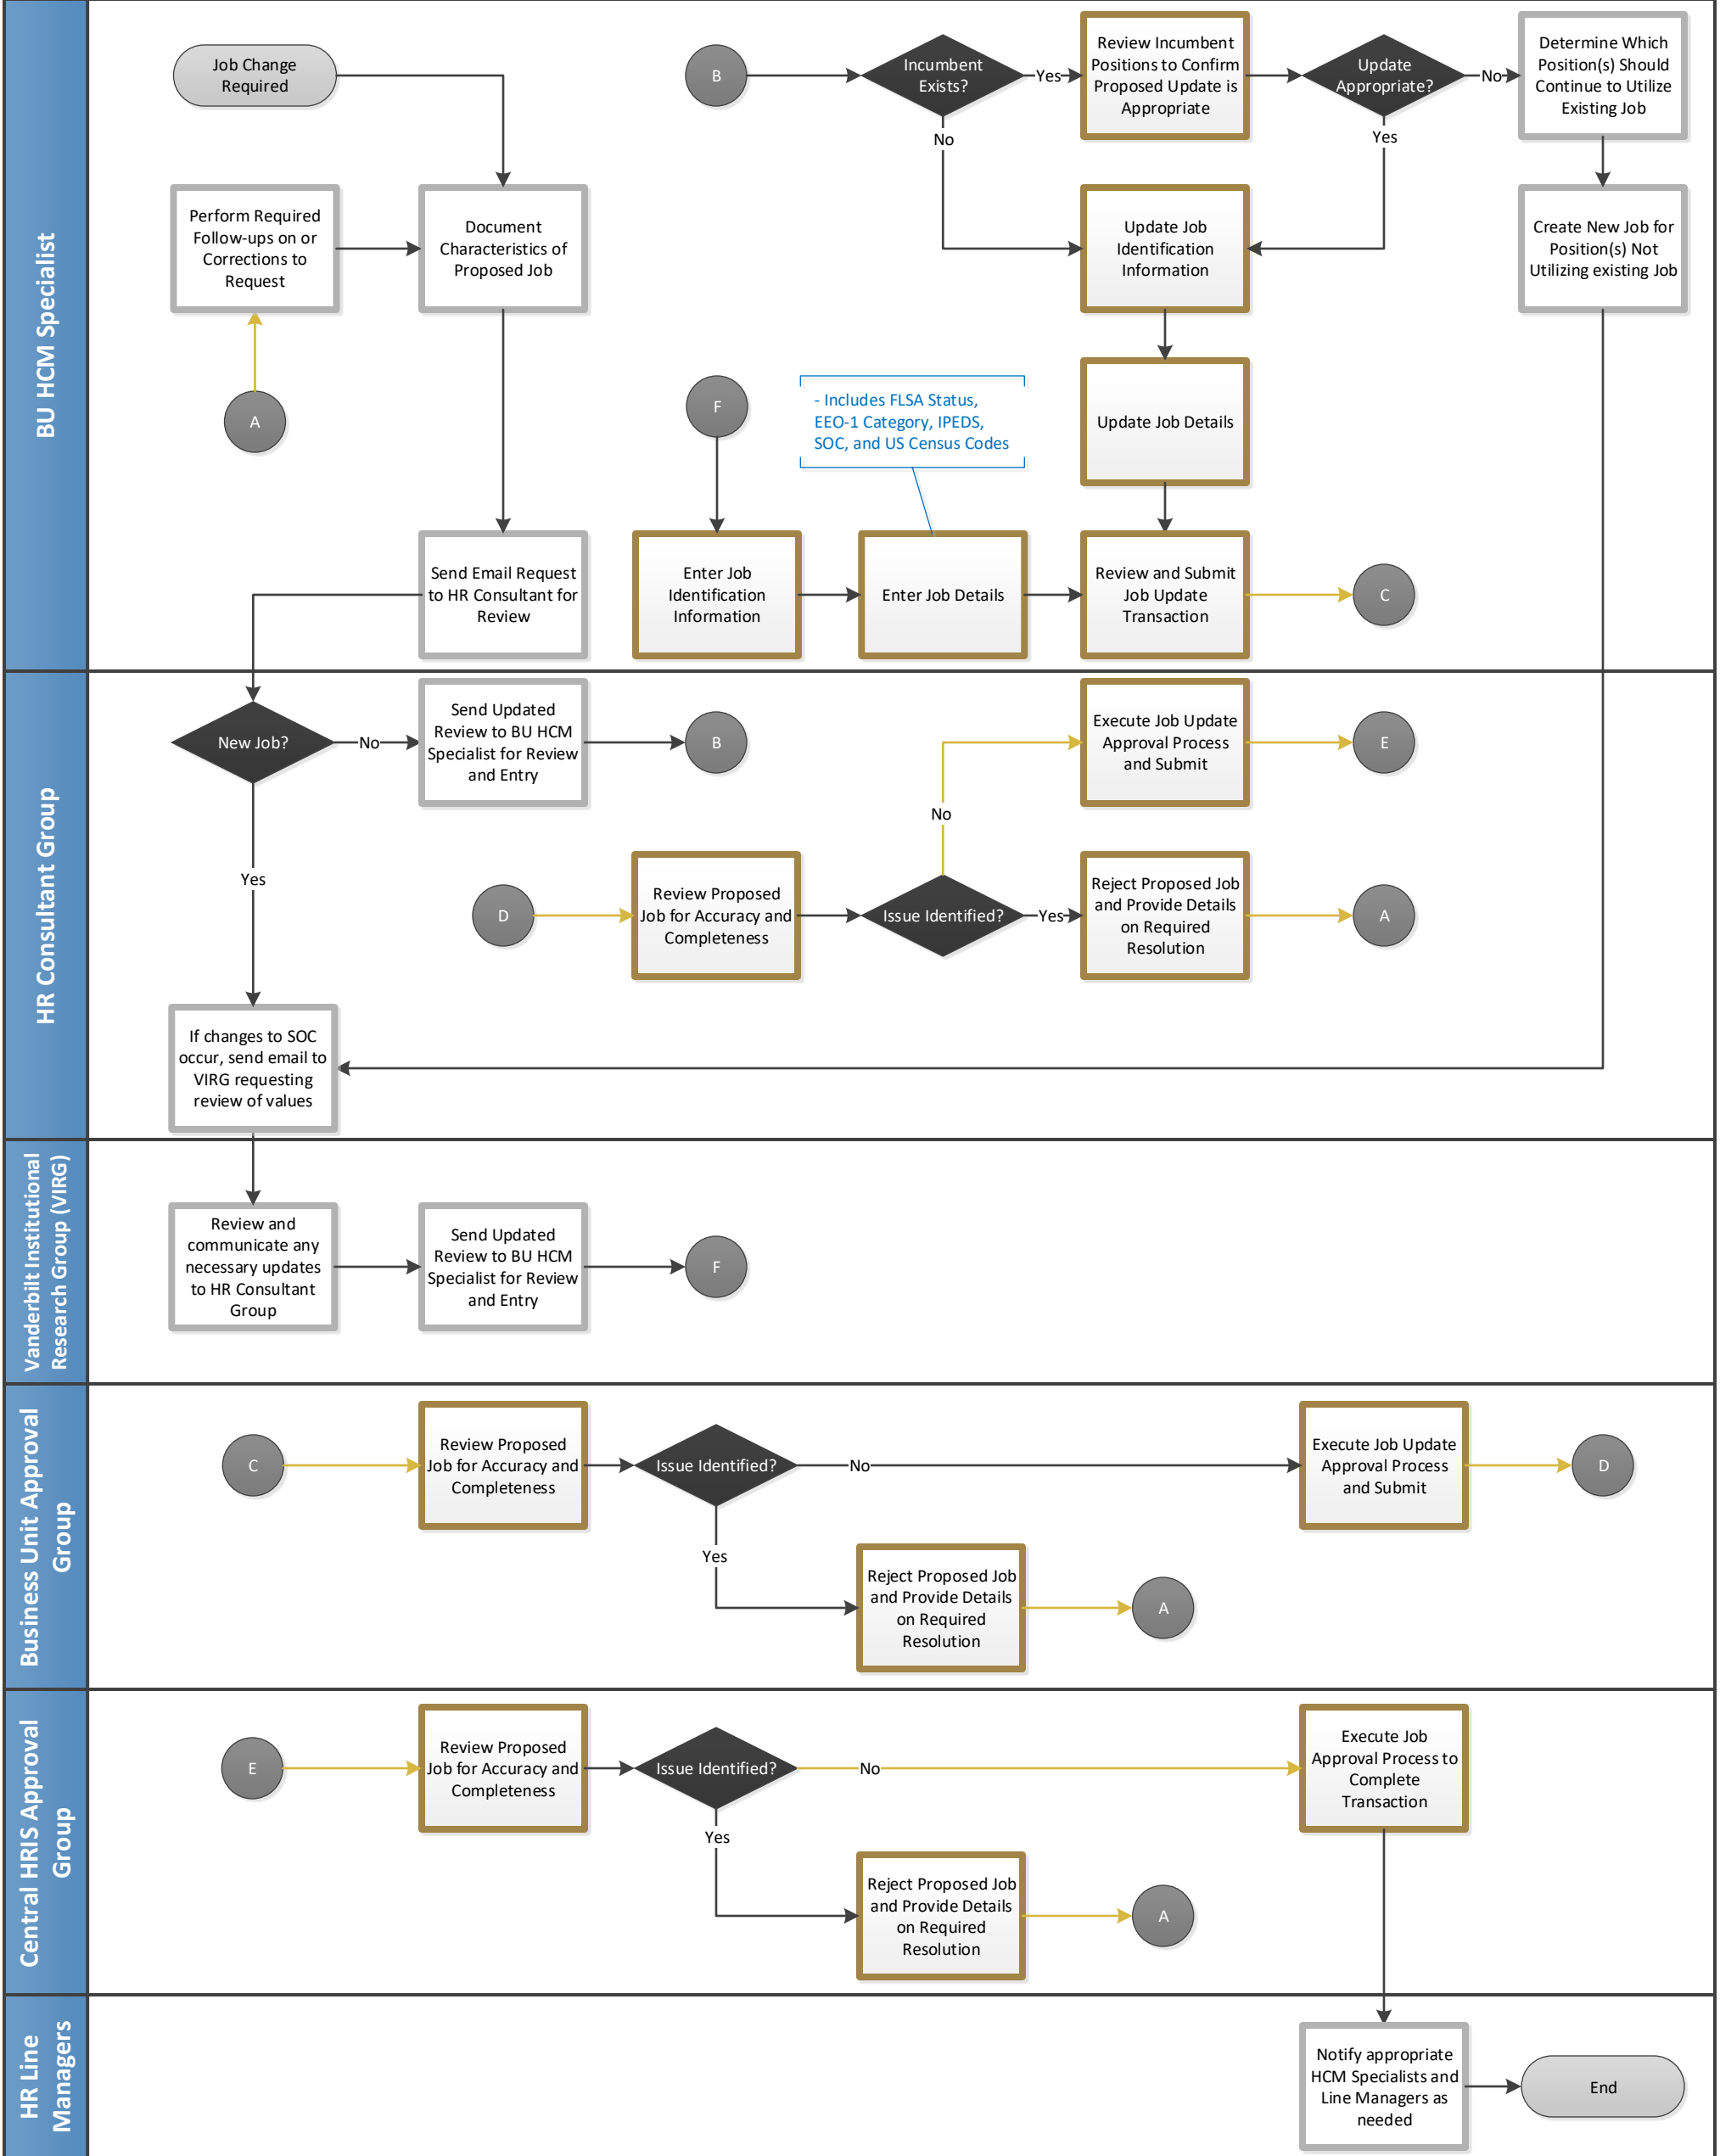 BU HCM Specialist
Job Change
Required
B
Incumbent
Exists?
Yes
Review Incumbent
Positions to Confirm
Proposed Update is
Appropriate
Update
Appropriate?
No
Determine Which
Position(s) Should
Continue to Utilize
Existing Job
No
Yes
Perform Required
Follow-ups on or
Corrections to
Request
Document
Characteristics of
Proposed Job
Update Job
Identification
Information
Create New Job for
Position(s) Not
Utilizing existing Job
A
F
- Includes FLSA Status,
EEO-1 Category, IPEDS,
SOC, and US Census Codes
Update Job Details
Send Email Request
to HR Consultant for
Review
Enter Job
Identification
Information
Enter Job Details
Review and Submit
Job Update
Transaction
C
HR Consultant Group
New Job?
No
Send Updated
Review to BU HCM
Specialist for Review
and Entry
B
Execute Job Update
Approval Process
and Submit
E
No
Yes
D
Review Proposed
Job for Accuracy and
Completeness
Issue Identified?
Yes
Reject Proposed Job
and Provide Details
on Required
Resolution
A
If changes to SOC
occur, send email to
VIRG requesting
review of values
Vanderbilt Institutional
Research Group (VIRG)
Review and
communicate any
necessary updates
to HR Consultant
Group
Send Updated
Review to BU HCM
Specialist for Review
and Entry
F
Business Unit Approval
Group
C
Review Proposed
Job for Accuracy and
Completeness
Issue Identified?
No
Execute Job Update
Approval Process
and Submit
D
Yes
Reject Proposed Job
and Provide Details
on Required
Resolution
A
Central HRIS Approval
Group
E
Review Proposed
Job for Accuracy and
Completeness
Issue Identified?
No
Execute Job
Approval Process to
Complete
Transaction
Yes
Reject Proposed Job
and Provide Details
on Required
Resolution
A
HR Line
Managers
Notify appropriate
HCM Specialists and
Line Managers as
needed
End